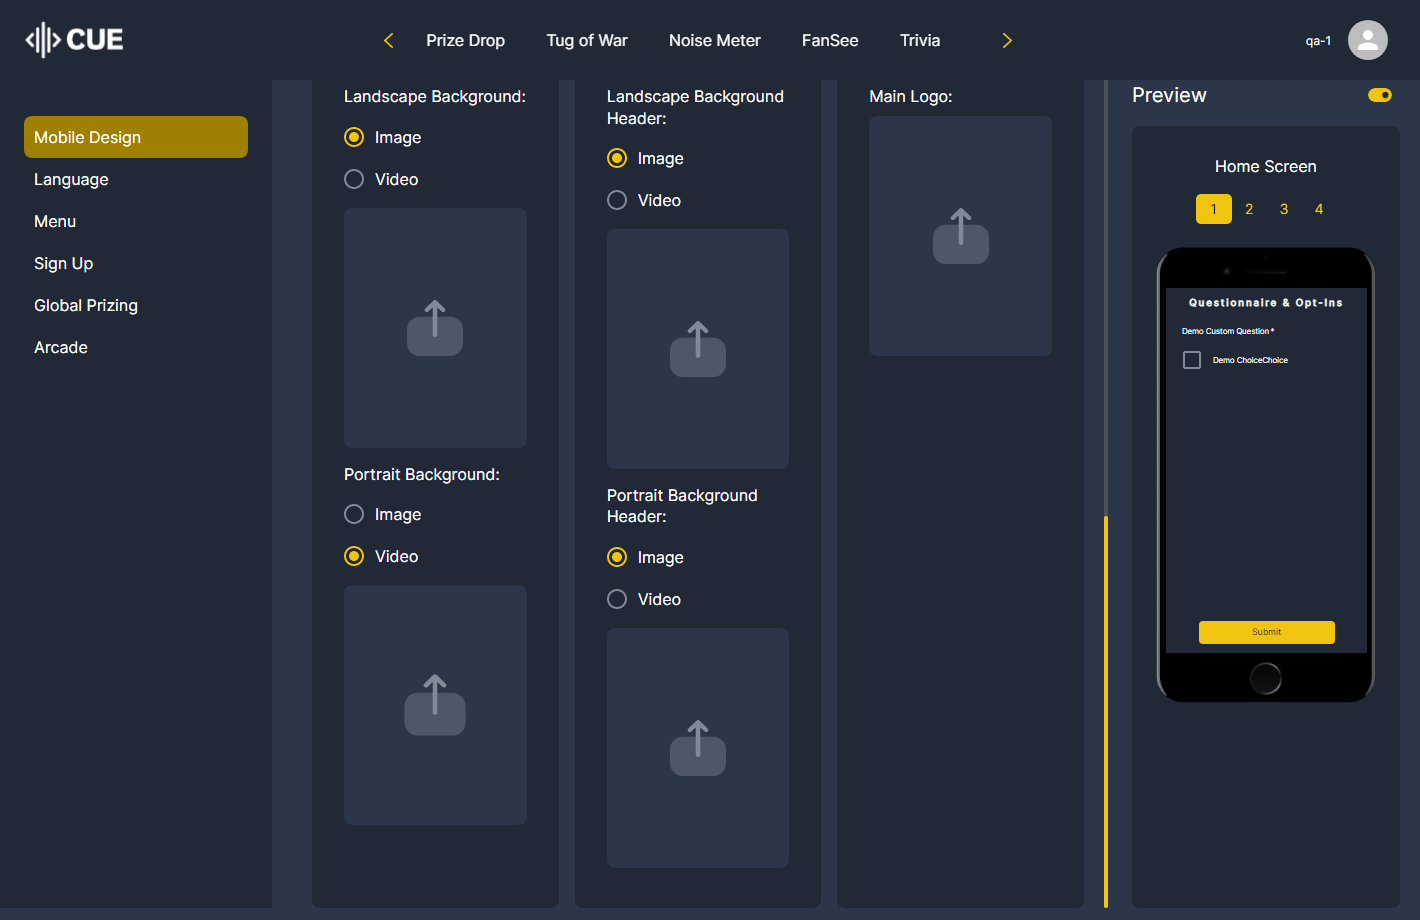 CUE
Prize Drop
Tug of War
Noise Meter
FanSee
Trivia
qa-1
Mobile Design
Language
Menu
Sign Up
Global Prizing
Arcade
Landscape Background:
Image
Video
Portrait Background:
Image
Video
Landscape Background
Header:
Image
Video
Portrait Background
Header:
Image
Video
Main Logo:
Preview
Home Screen
1 2 3 4
Questionnaire & Opt-Ins
Demo Custom Question*
Demo ChoiceChoice
Submit